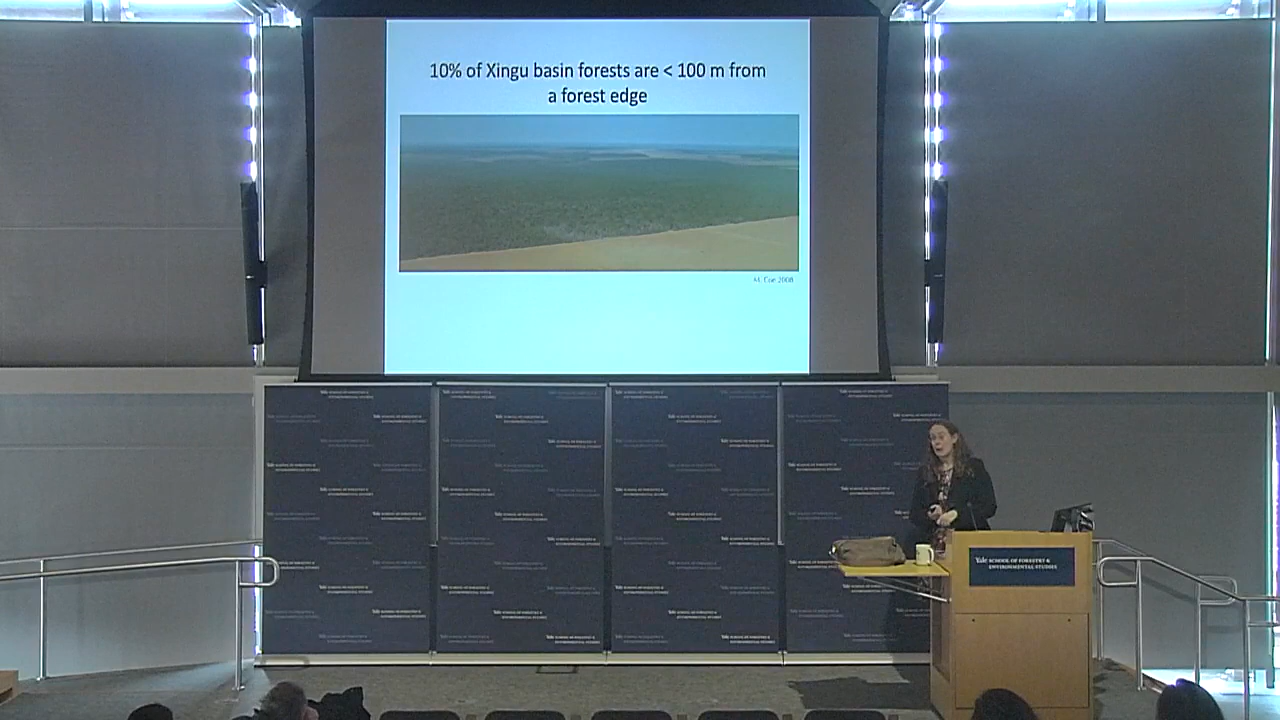 10% of Xingu basin forests are < 100 m from
a forest edge
M. Coe 2008
Yale SCHOOL OF FORESTRY &
ENVIRONMENTAL STUDIES